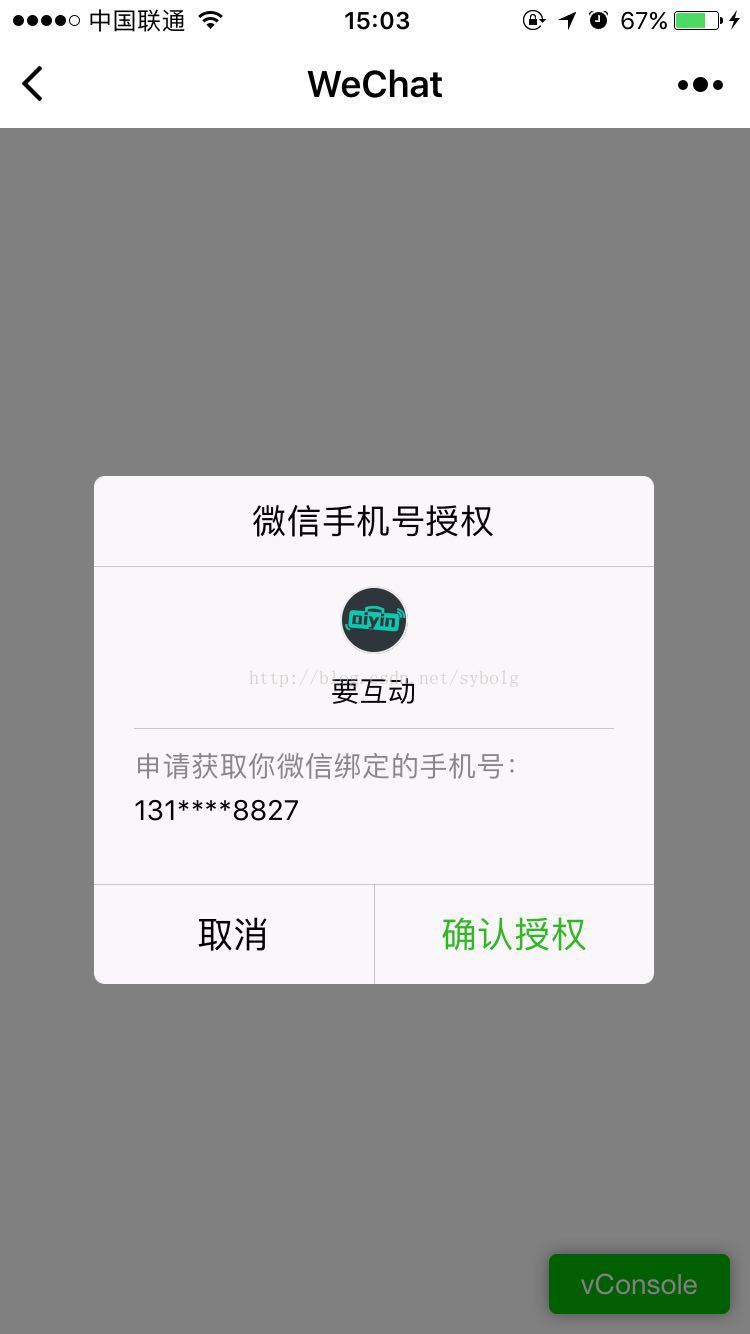 中国联通
15:03
67%
WeChat
微信手机号授权
qiyin
http://blog.csdn.net/sybolg
要互动
申请获取你微信绑定的手机号:
131****8827
取消
确认授权
vConsole